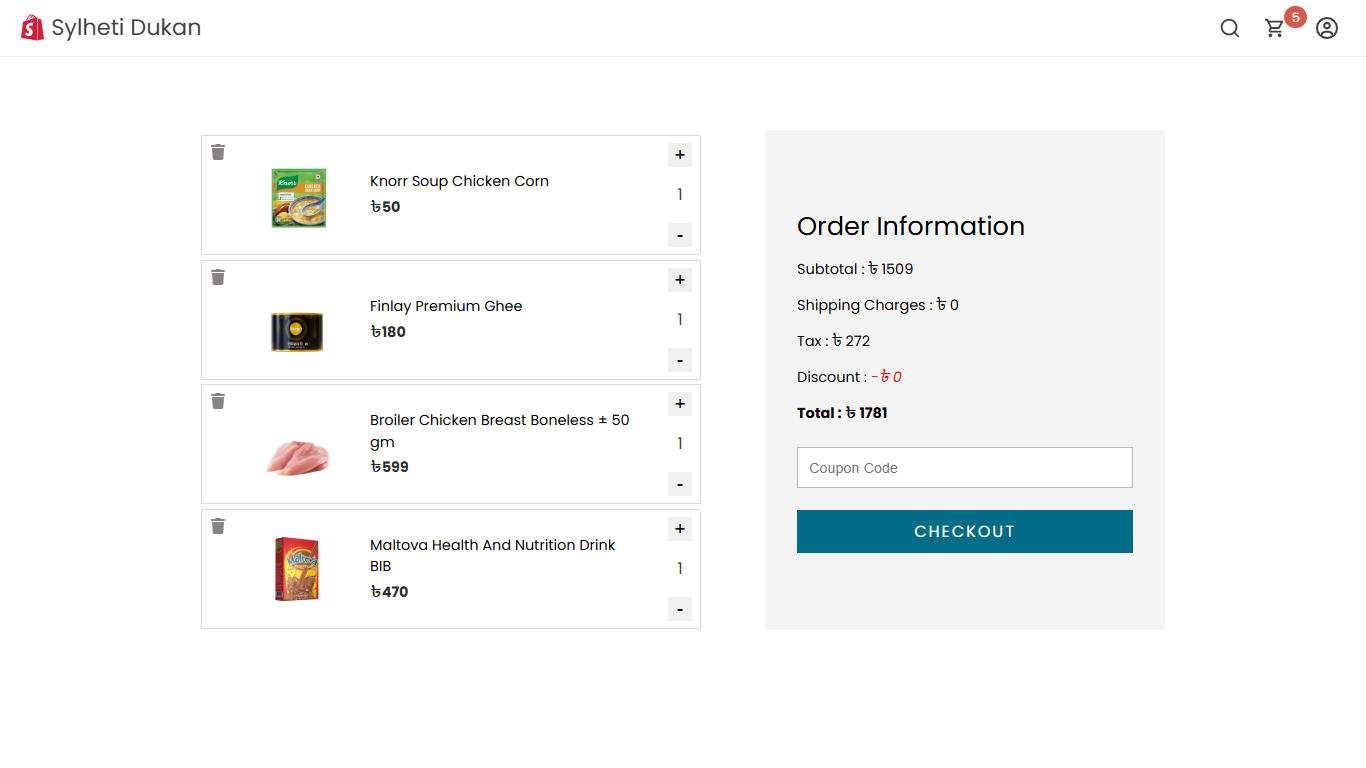 Sylheti Dukan
5
Knorr Soup Chicken Corn
৳50
+
1
-
Finlay Premium Ghee
৳180
+
1
-
Broiler Chicken Breast Boneless ± 50
gm
৳599
+
1
-
Maltova Health And Nutrition Drink
BIB
৳470
+
1
-
Order Information
Subtotal : ৳ 1509
Shipping Charges : ৳ 0
Tax : ৳ 272
Discount : -৳ 0
Total : ৳ 1781
Coupon Code
CHECKOUT
Knorr
Maltova